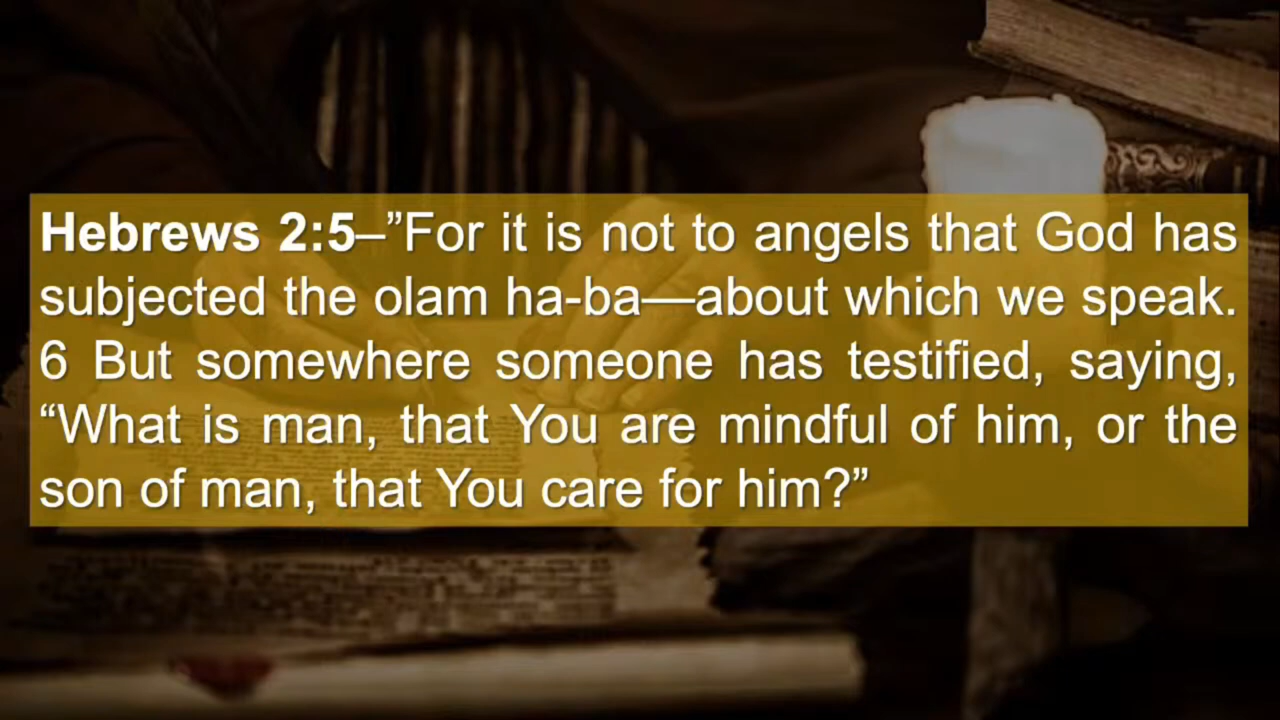 Hebrews 2:5–”For it is not to angels that God has
subjected the olam ha-ba—about which we speak.
6 But somewhere someone has testified, saying,
“What is man, that You are mindful of him, or the
son of man, that You care for him?”